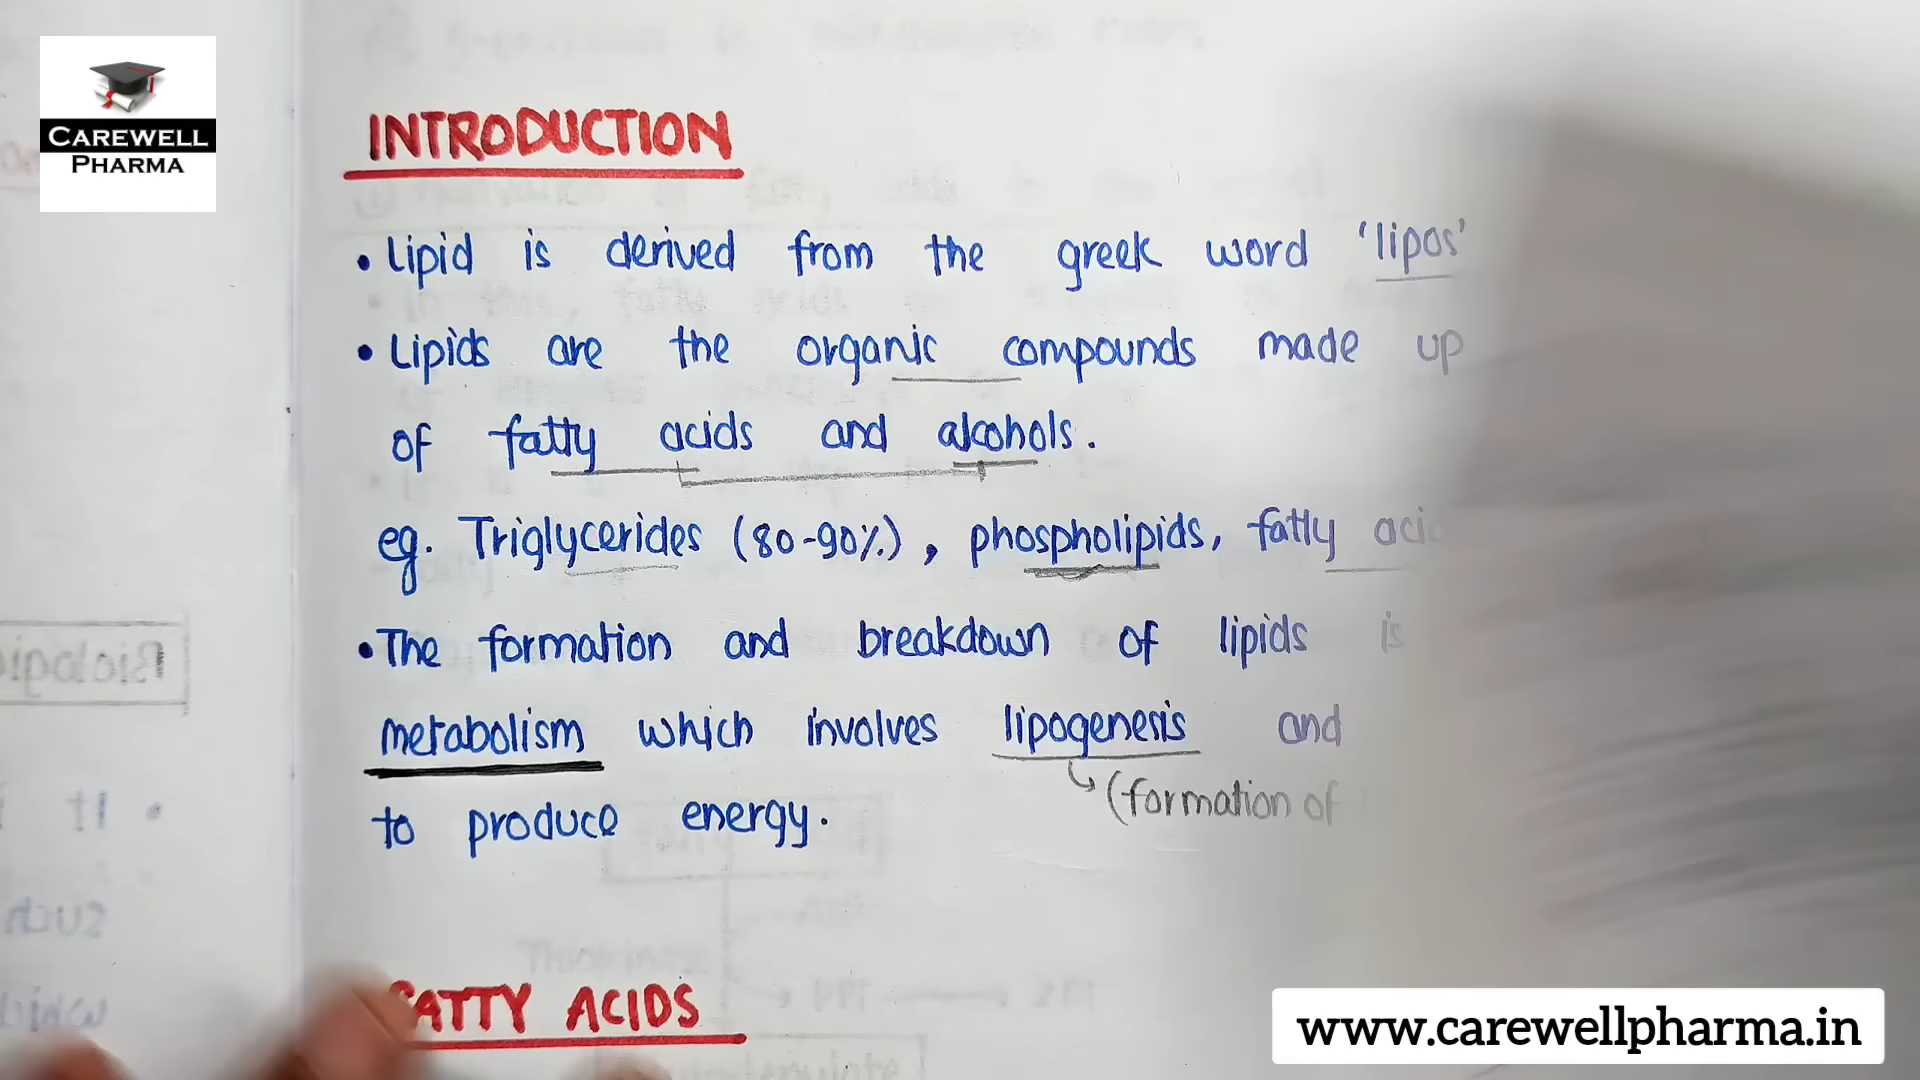 CAREWELL
PHARMA
INTRODUCTION
• Lipid is derived from the greek word 'lipos'
• Lipids are the organic compounds made up
of fatty acids and alcohols.
eg. Triglycerides (80-90%), phospholipids, fatty
• The formation and breakdown of lipids is
metabolism which involves lipogenesis and
(formation of
to produce energy.
FATTY ACIDS
www.carewellpharma.in